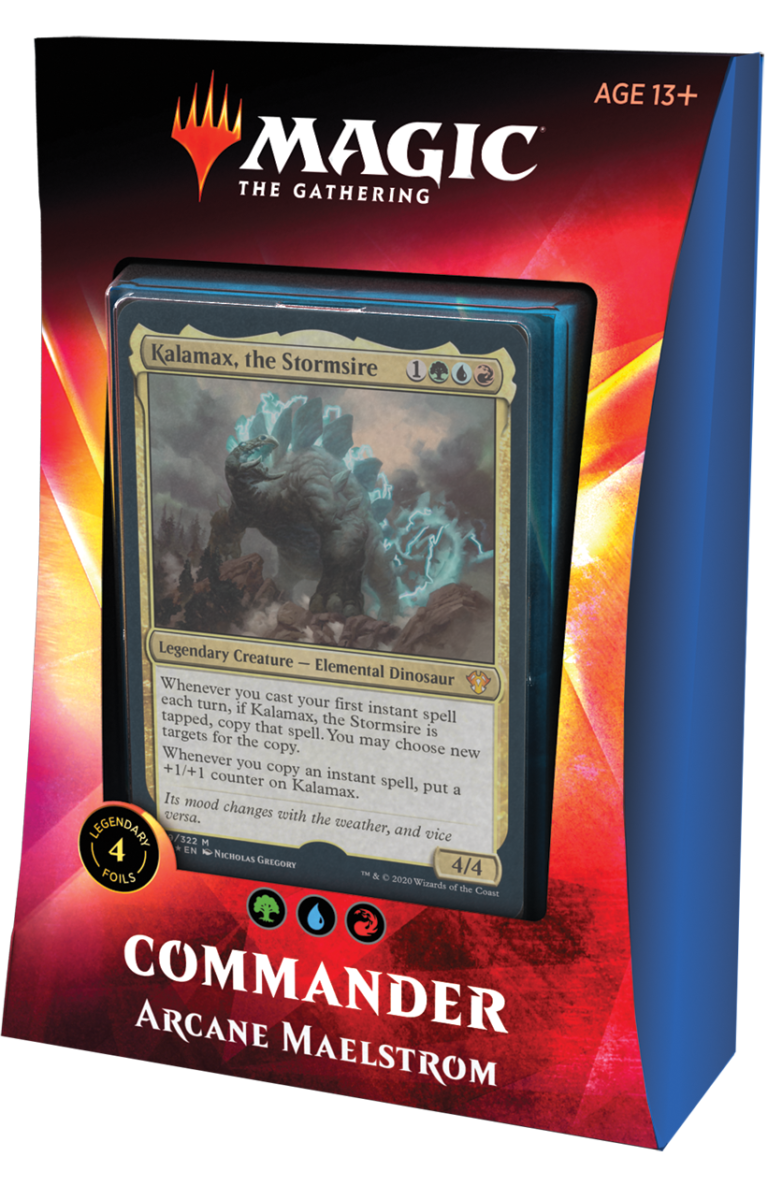 AGE 13+
MAGIC
THE GATHERING
Kalamax, the Stormsire 1
Legendary Creature — Elemental Dinosaur
Whenever you cast your first instant spell
each turn, if Kalamax, the Stormsire is
tapped, copy that spell. You may choose new
targets for the copy.
Whenever you copy an instant spell, put a
+1/+1 counter on Kalamax.
Its mood changes with the weather, and vice
versa.
/322 M
EN Nicholas Gregory
4/4
™ & © 2020 Wizards of the Coast
LEGENDARY
4
FOILS
COMMANDER
ARCANE MAELSTROM